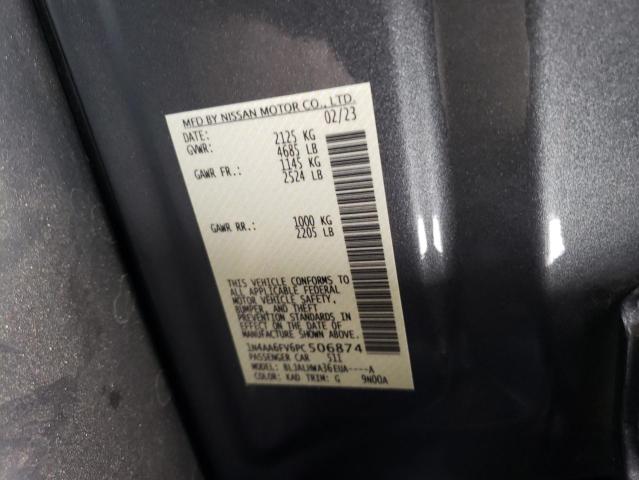 MFD BY NISSAN MOTOR CO., LTD.
DATE: 02/23
GVWR: 2125 KG
4685 LB
GAWR FR.: 1145 KG
2524 LB
GAWR RR.: 1000 KG
2205 LB
THIS VEHICLE CONFORMS TO
ALL APPLICABLE FEDERAL
MOTOR VEHICLE SAFETY,
BUMPER, AND THEFT
PREVENTION STANDARDS IN
EFFECT ON THE DATE OF
MANUFACTURE SHOWN ABOVE.
1N4AA6FV6PC506874
PASSENGER CAR S11
MODEL: BLJALHWA36EUA----A
COLOR: KAD TRIM: G 9N00A